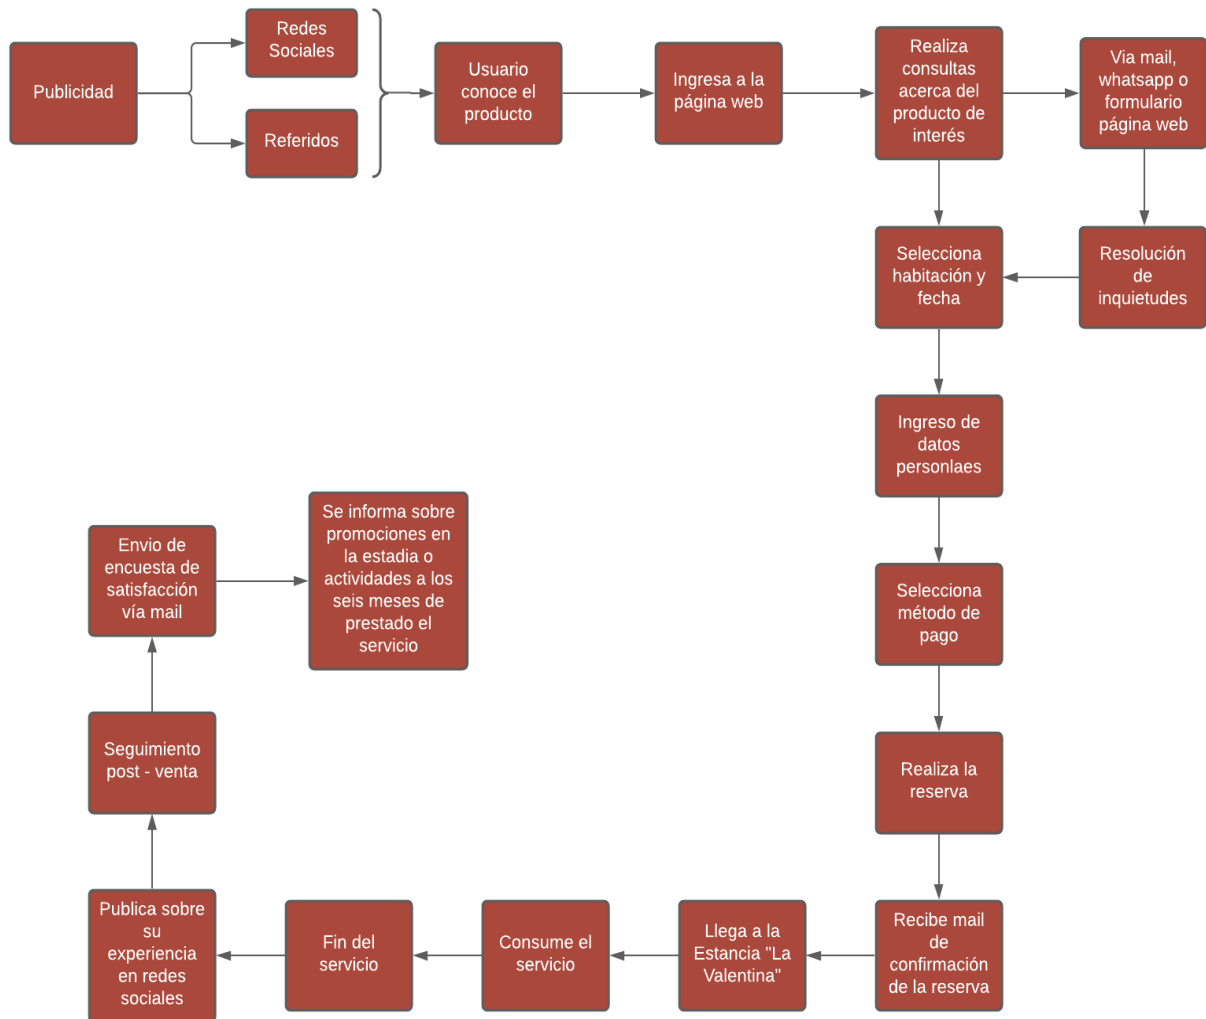 Publicidad
Redes
Sociales
Referidos
Usuario
conoce el
producto
Ingresa a la
página web
Realiza
consultas
acerca del
producto de
interés
Via mail,
whatsapp o
formulario
página web
Resolución
de
inquietudes
Selecciona
habitación y
fecha
Ingreso de
datos
personlaes
Selecciona
método de
pago
Realiza la
reserva
Recibe mail
de
confirmación
de la reserva
Llega a la
Estancia "La
Valentina"
Consume el
servicio
Fin del
servicio
Publica sobre
su
experiencia
en redes
sociales
Seguimiento
post - venta
Envio de
encuesta de
satisfacción
vía mail
Se informa sobre
promociones en
la estadia o
actividades a los
seis meses de
prestado el
servicio